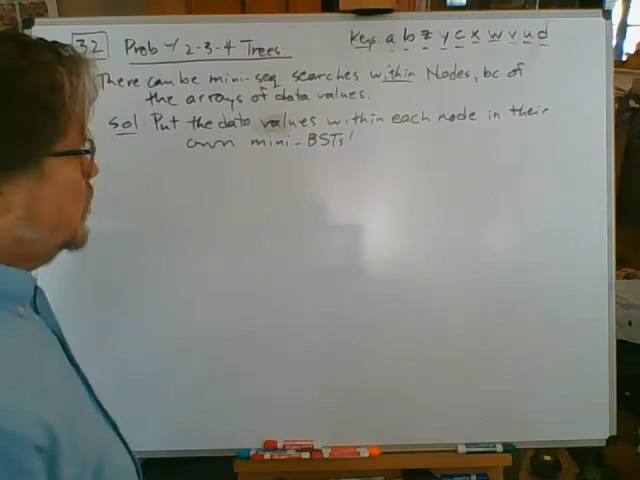 32 Prob w/ 2-3-4 Trees. Keys a b z y c x w v u d
There can be mini-seq searches within Nodes, bc of
the arrays of data values.
Sol Put the data values within each node in their
own mini-BSTs!